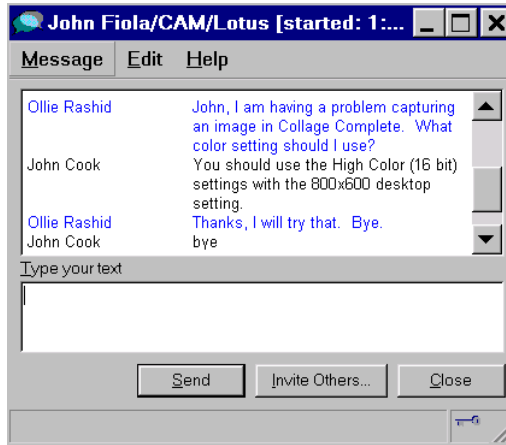 John Fiola/CAM/Lotus [started: 1:...
Message Edit Help
Ollie Rashid John, I am having a problem capturing
an image in Collage Complete. What
color setting should I use?
John Cook You should use the High Color (16 bit)
settings with the 800x600 desktop
setting.
Ollie Rashid Thanks, I will try that. Bye.
John Cook bye
Type your text
Send Invite Others... Close